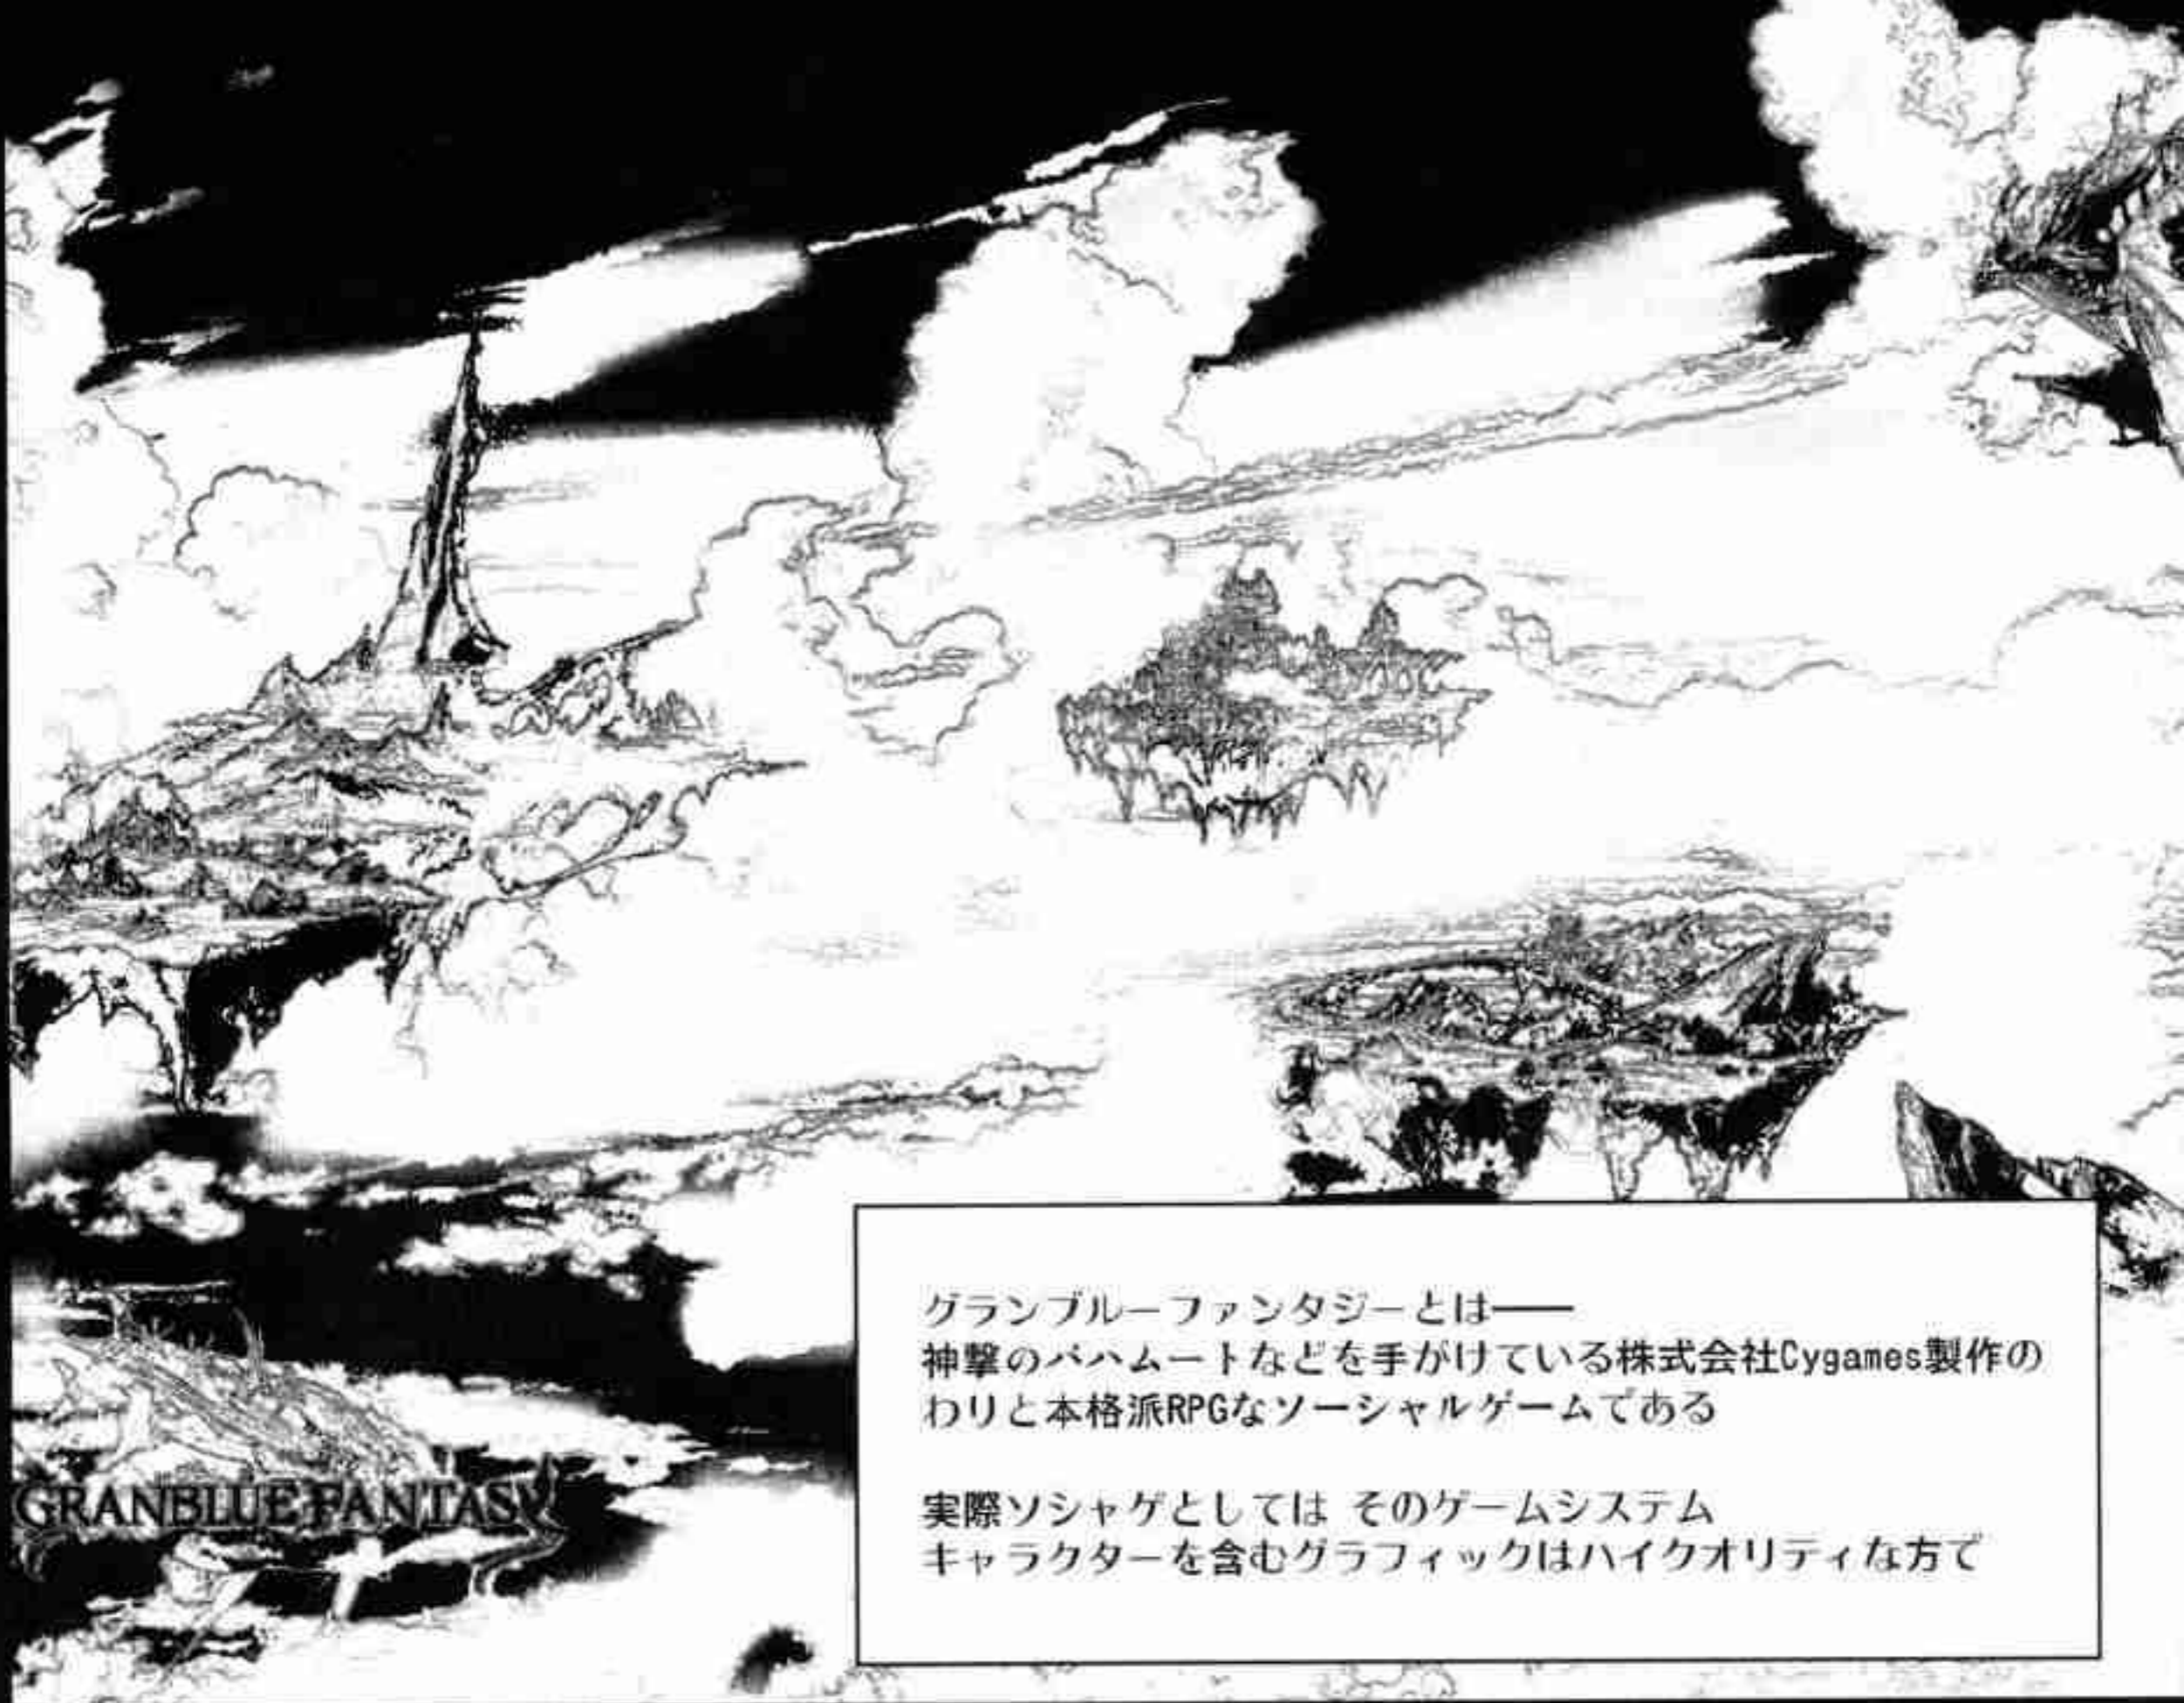 グランブルーファンタジーとは──
神撃のバハムートなどを手がけている株式会社Cygames製作の
わりと本格派RPGなソーシャルゲームである
実際ソシャゲとしては そのゲームシステム
キャラクターを含むグラフィックはハイクオリティな方で
GRANBLUE FANTASY